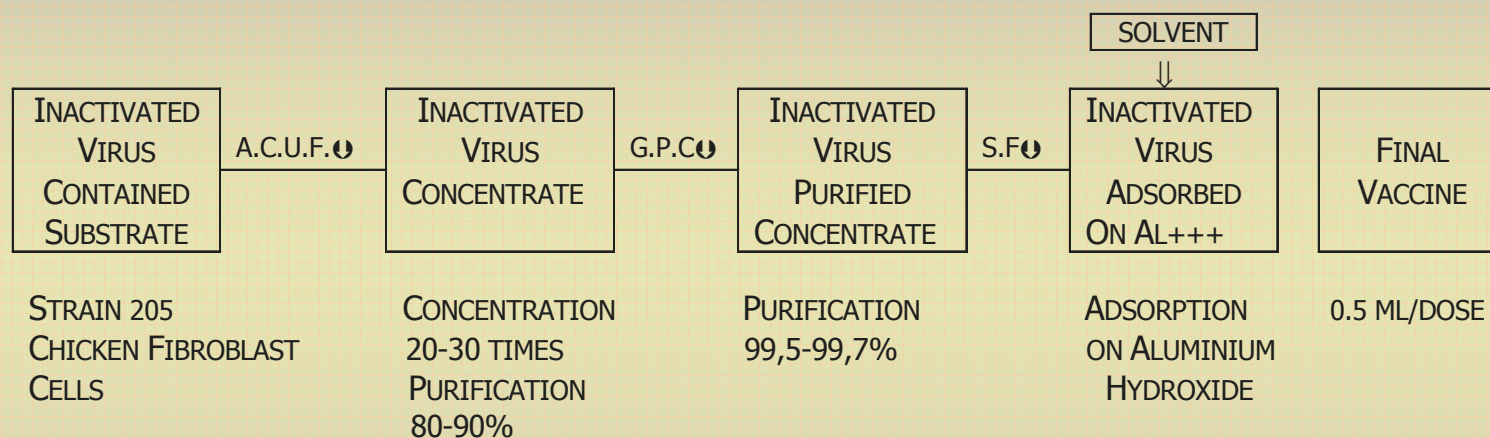 SOLVENT
⇓
INACTIVATED
VIRUS
CONTAINED
SUBSTRATE
A.C.U.F.
INACTIVATED
VIRUS
CONCENTRATE
G.P.C
INACTIVATED
VIRUS
PURIFIED
CONCENTRATE
S.F
INACTIVATED
VIRUS
ADSORBED
ON AL+++
FINAL
VACCINE
STRAIN 205
CHICKEN FIBROBLAST
CELLS
CONCENTRATION
20-30 TIMES
PURIFICATION
80-90%
PURIFICATION
99,5-99,7%
ADSORPTION
ON ALUMINIUM
HYDROXIDE
0.5 ML/DOSE